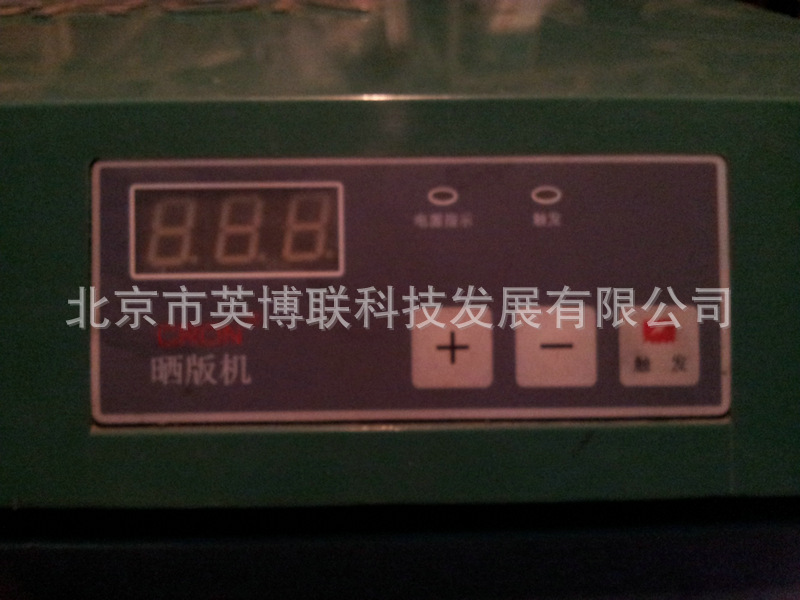 8.8.8.
电源指示
触发
北京市英博联科技发展有限公司
CRON
晒版机
+
−
触 发